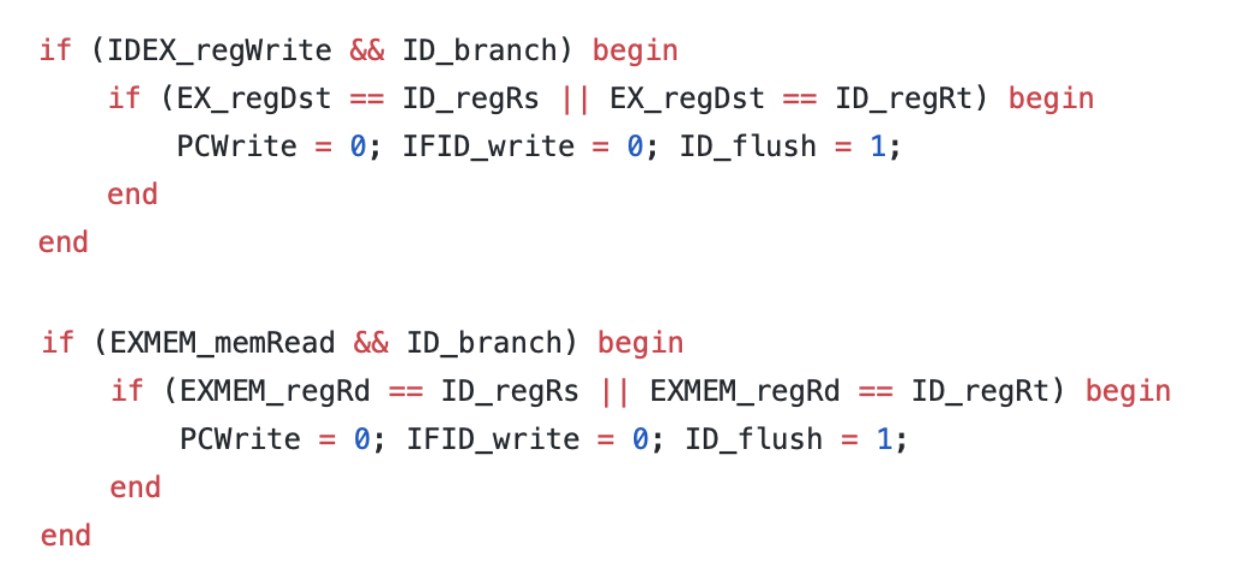 if (IDEX_regWrite && ID_branch) begin
    if (EX_regDst == ID_regRs || EX_regDst == ID_regRt) begin
        PCWrite = 0; IFID_write = 0; ID_flush = 1;
    end
end

if (EXMEM_memRead && ID_branch) begin
    if (EXMEM_regRd == ID_regRs || EXMEM_regRd == ID_regRt) begin
        PCWrite = 0; IFID_write = 0; ID_flush = 1;
    end
end